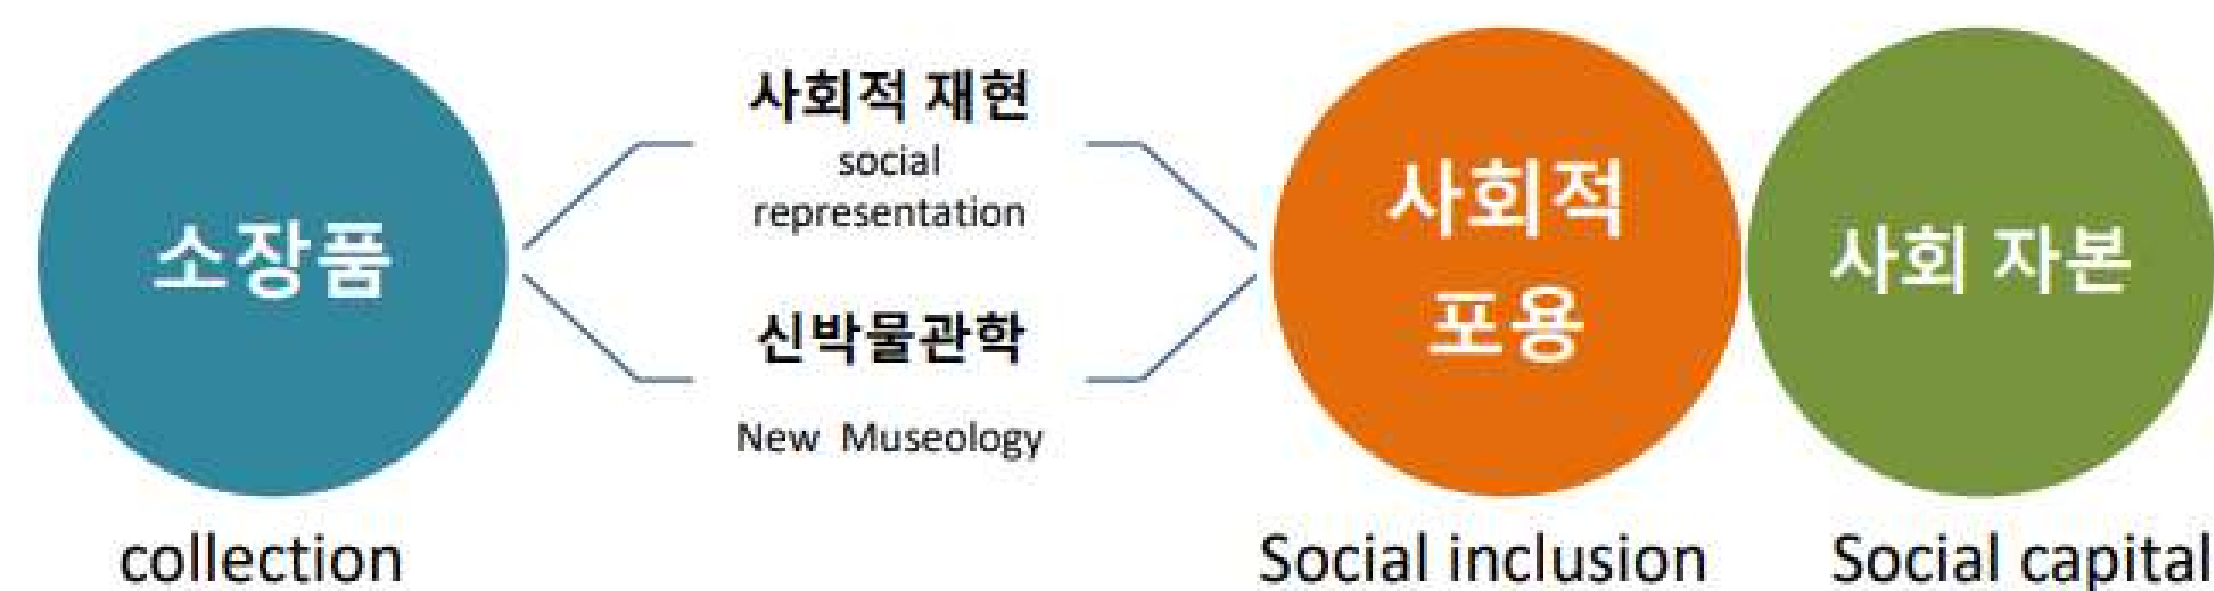 소장품
collection
사회적 재현
social
representation
신박물관학
New Museology
사회적
포용
Social inclusion
사회 자본
Social capital